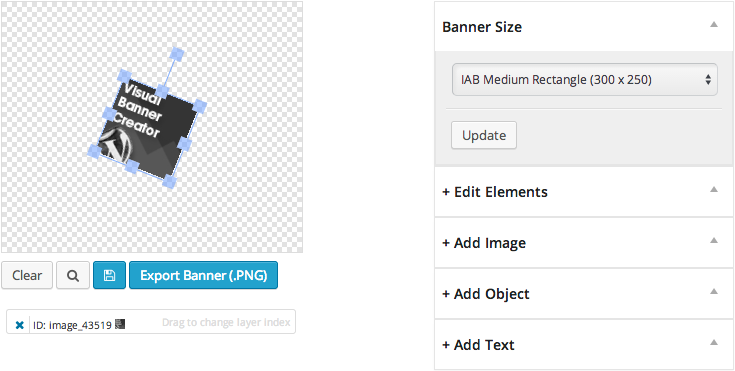 Visual
Banner
Creator
Clear
Export Banner (.PNG)
ID: image_43519
Drag to change layer index
Banner Size
IAB Medium Rectangle (300 x 250)
Update
+ Edit Elements
+ Add Image
+ Add Object
+ Add Text